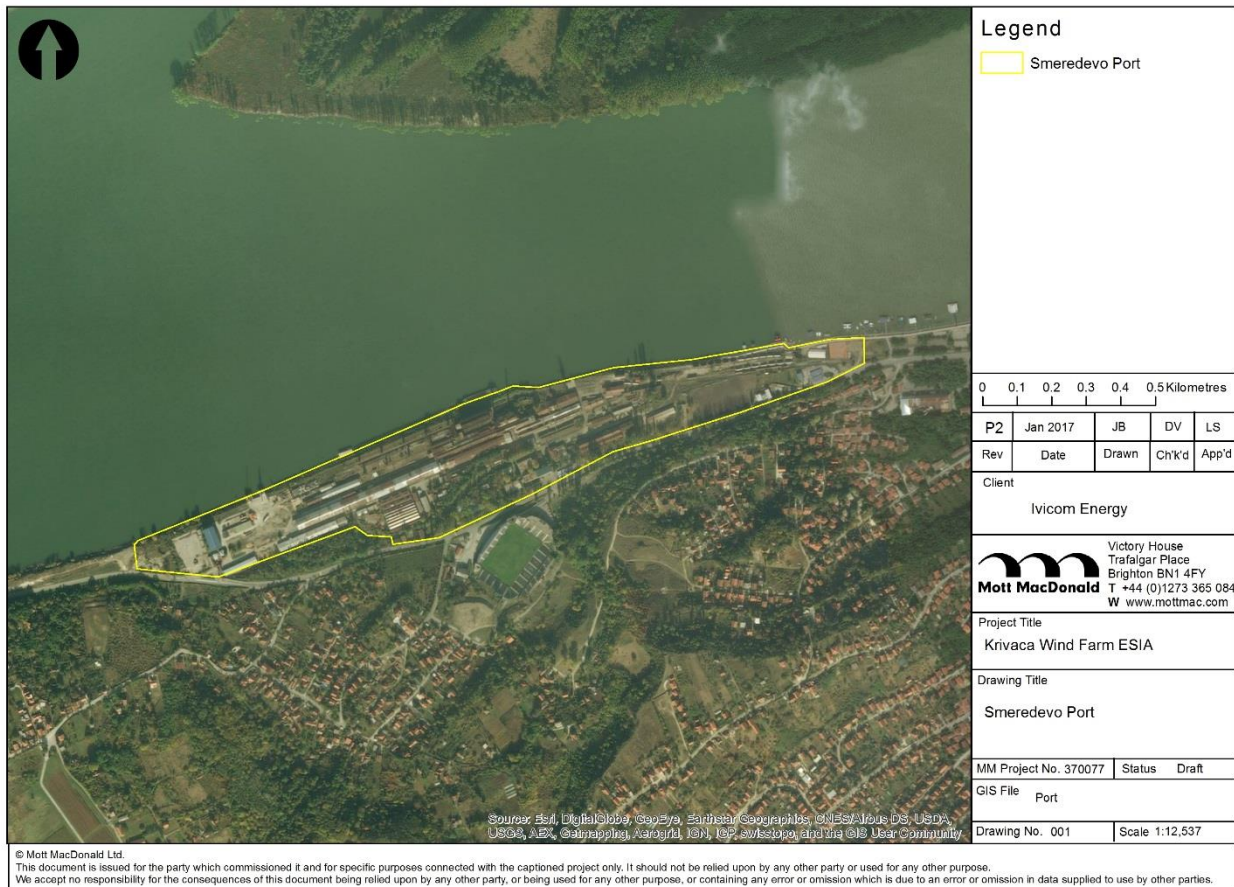 Legend
Smeredevo Port
0 0.1 0.2 0.3 0.4 0.5 Kilometres
P2 Jan 2017 JB DV LS
Rev Date Drawn Ch'k'd App'd
Client
Ivicom Energy
Mott MacDonald
Victory House
Trafalgar Place
Brighton BN1 4FY
T +44 (0)1273 365 084
W www.mottmac.com
Project Title
Krivaca Wind Farm ESIA
Drawing Title
Smeredevo Port
MM Project No. 370077 Status Draft
GIS File Port
Drawing No. 001 Scale 1:12,537
Source: Esri, DigitalGlobe, GeoEye, Earthstar Geographics, CNES/Airbus DS, USDA,
USGS, AEX, Getmapping, Aerogrid, IGN, IGP, swisstopo, and the GIS User Community
© Mott MacDonald Ltd.
This document is issued for the party which commissioned it and for specific purposes connected with the captioned project only. It should not be relied upon by any other party or used for any other purpose.
We accept no responsibility for the consequences of this document being relied upon by any other party, or being used for any other purpose, or containing any error or omission which is due to an error or omission in data supplied to use by other parties.